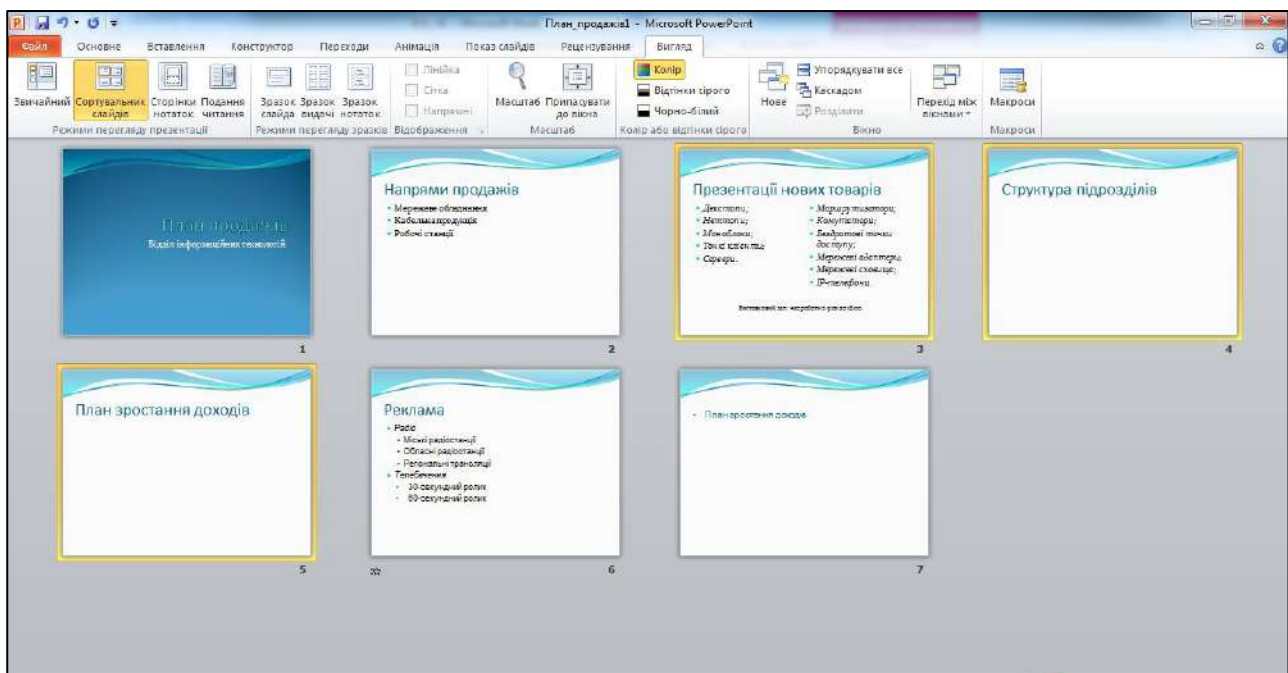 План_продажів1 - Microsoft PowerPoint
Файл Основне Вставлення Конструктор Переходи Анімація Показ слайдів Рецензування Вигляд
Звичайний Сортувальник слайдів Сторінки нотаток Подання читання
Режими перегляду презентації
Зразок слайда Зразок видачі Зразок нотаток
Режими перегляду зразків
Лінійка
Сітка
Напрямні
Відображення
Масштаб Припасувати до вікна
Масштаб
Колір
Відтінки сірого
Чорно-білий
Колір або відтінки сірого
Нове
Упорядкувати все
Каскадом
Розділити
Перехід між вікнами
Вікно
Макроси
Макроси
План продажів
Відділ інформаційних технологій
1
Напрями продажів
Мережеве обладнання
Кабельна продукція
Робочі станції
2
Презентації нових товарів
Декстопи;
Неттопи;
Моноблоки;
Тонкі клієнти;
Сервери.
Маршрутизатори;
Комутатори;
Бездротові точки
доступу;
Мережеві адаптери;
Мережеві сховища;
IP-телефони
3
Структура підрозділів
4
План зростання доходів
5
Реклама
Радіо
Міські радіостанції
Обласні радіостанції
Регіональні трансляції
Телебачення
30-секундний ролик
60-секундний ролик
6
План зростання доходів
7